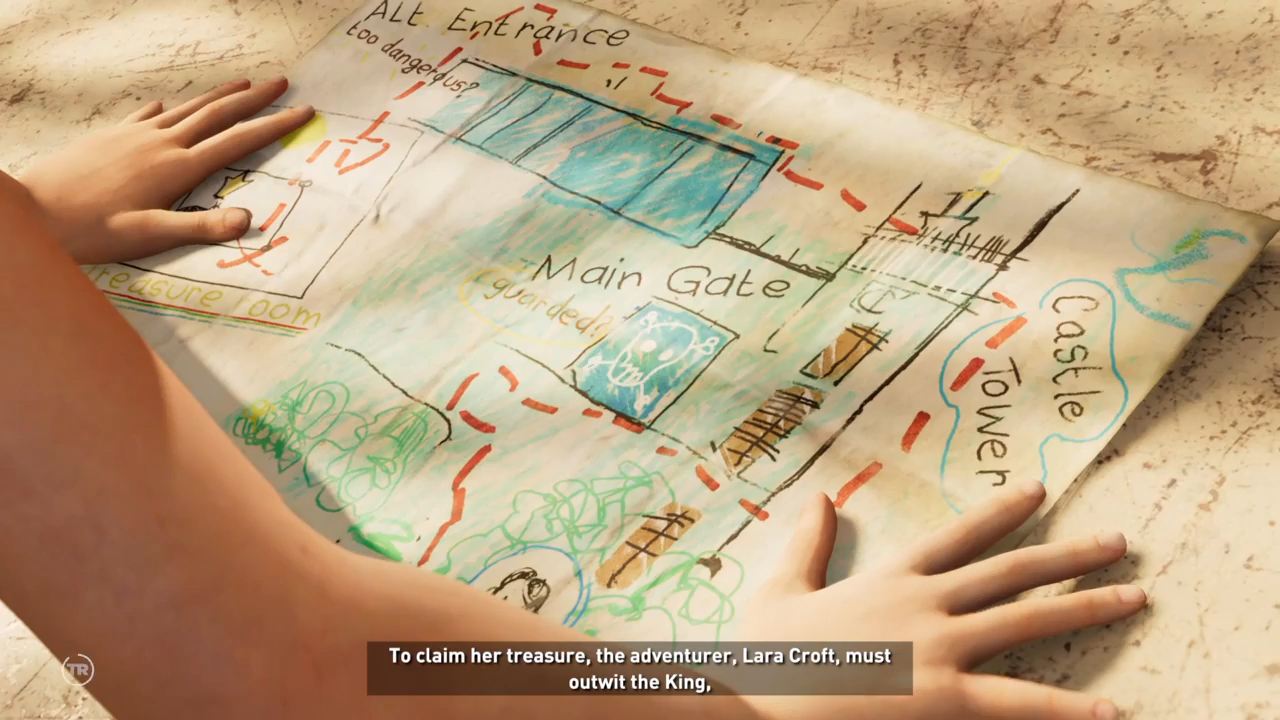 Alt Entrance
too dangerous?
Main Gate
guarded?
treasure room
Castle
Tower
TR
To claim her treasure, the adventurer, Lara Croft, must
outwit the King,